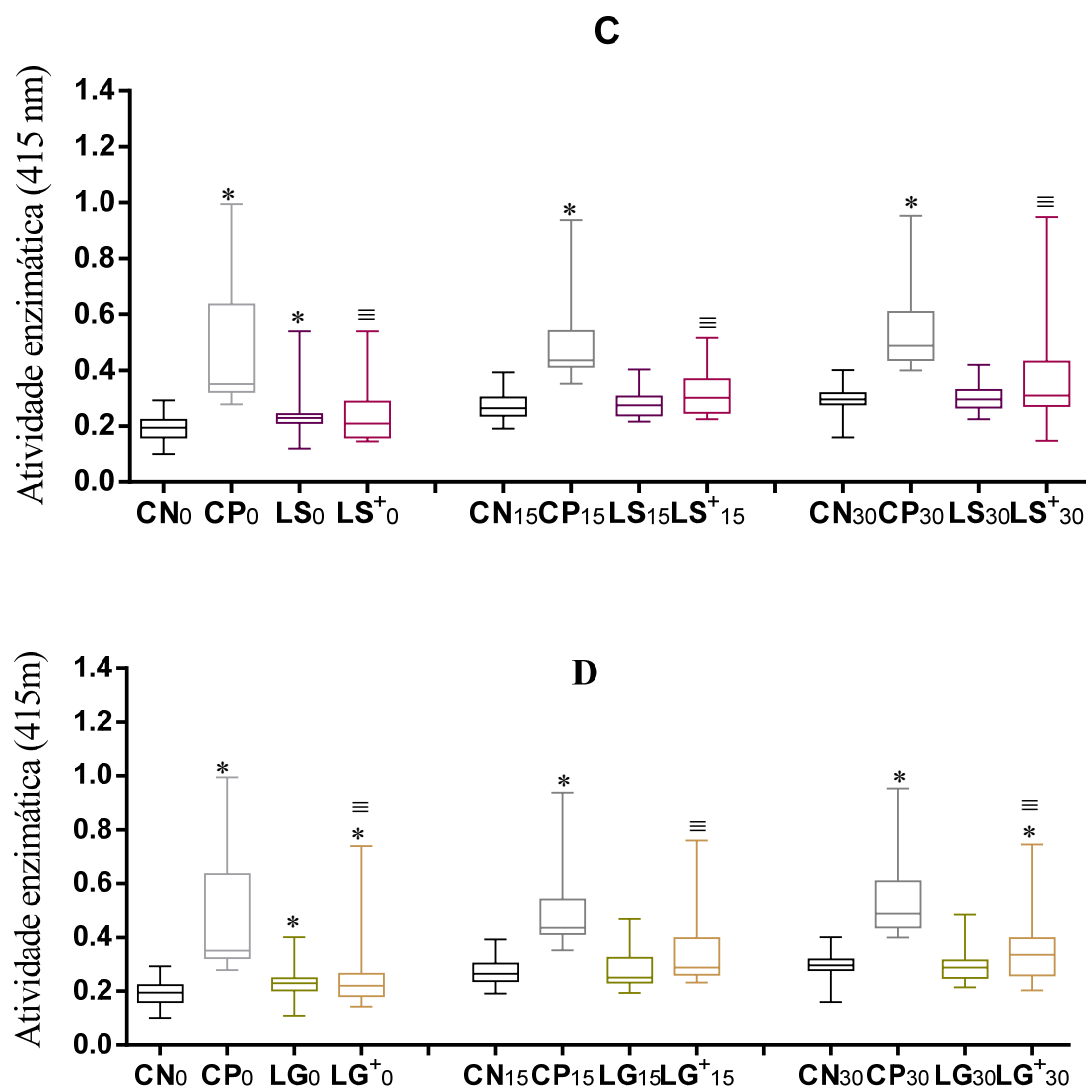 C
Atividade enzimática (415 nm)
1.4
1.2
1.0
0.8
0.6
0.4
0.2
0.0
* * ≡ * ≡ * ≡
CN0 CP0 LS0 LS+0 CN15 CP15 LS15 LS+15 CN30 CP30 LS30 LS+30
D
Atividade enzimática (415m)
1.4
1.2
1.0
0.8
0.6
0.4
0.2
0.0
* * ≡ * * ≡ * ≡ *
CN0 CP0 LG0 LG+0 CN15 CP15 LG15 LG+15 CN30 CP30 LG30 LG+30